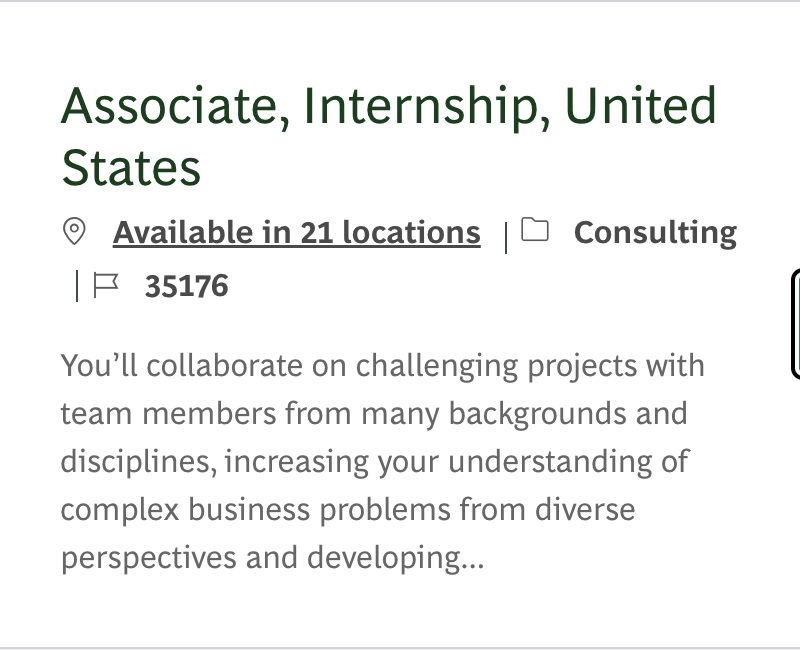 Associate, Internship, United
States
Available in 21 locations | Consulting
| 35176
You’ll collaborate on challenging projects with
team members from many backgrounds and
disciplines, increasing your understanding of
complex business problems from diverse
perspectives and developing...